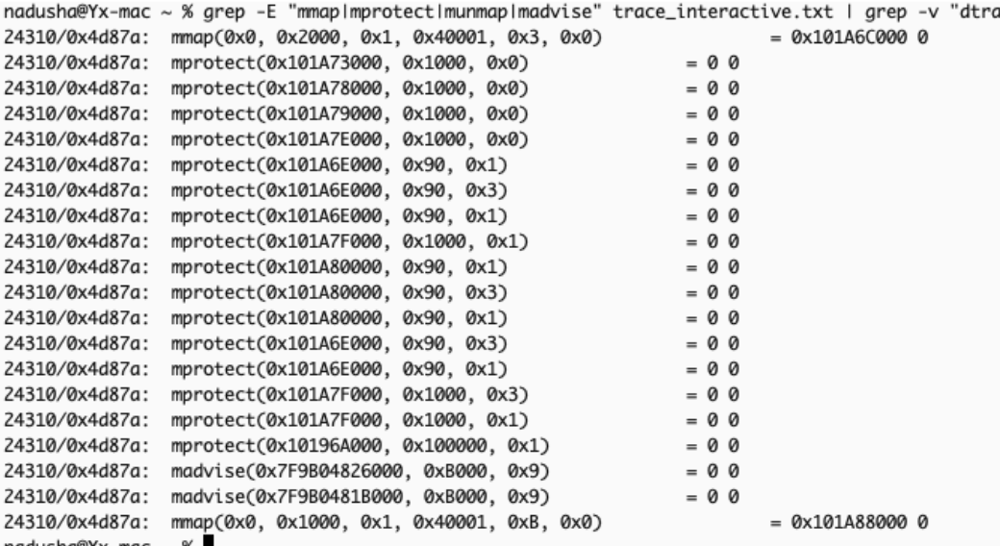 nadusha@Yx-mac ~ % grep -E "mmap|mprotect|munmap|madvise" trace_interactive.txt | grep -v "dtra
24310/0x4d87a:  mmap(0x0, 0x2000, 0x1, 0x40001, 0x3, 0x0)                = 0x101A6C000 0
24310/0x4d87a:  mprotect(0x101A73000, 0x1000, 0x0)               = 0 0
24310/0x4d87a:  mprotect(0x101A78000, 0x1000, 0x0)               = 0 0
24310/0x4d87a:  mprotect(0x101A79000, 0x1000, 0x0)               = 0 0
24310/0x4d87a:  mprotect(0x101A7E000, 0x1000, 0x0)               = 0 0
24310/0x4d87a:  mprotect(0x101A6E000, 0x90, 0x1)                 = 0 0
24310/0x4d87a:  mprotect(0x101A6E000, 0x90, 0x3)                 = 0 0
24310/0x4d87a:  mprotect(0x101A6E000, 0x90, 0x1)                 = 0 0
24310/0x4d87a:  mprotect(0x101A7F000, 0x1000, 0x1)               = 0 0
24310/0x4d87a:  mprotect(0x101A80000, 0x90, 0x1)                 = 0 0
24310/0x4d87a:  mprotect(0x101A80000, 0x90, 0x3)                 = 0 0
24310/0x4d87a:  mprotect(0x101A80000, 0x90, 0x1)                 = 0 0
24310/0x4d87a:  mprotect(0x101A6E000, 0x90, 0x3)                 = 0 0
24310/0x4d87a:  mprotect(0x101A6E000, 0x90, 0x1)                 = 0 0
24310/0x4d87a:  mprotect(0x101A7F000, 0x1000, 0x3)               = 0 0
24310/0x4d87a:  mprotect(0x101A7F000, 0x1000, 0x1)               = 0 0
24310/0x4d87a:  mprotect(0x10196A000, 0x100000, 0x1)             = 0 0
24310/0x4d87a:  madvise(0x7F9B04826000, 0xB000, 0x9)             = 0 0
24310/0x4d87a:  madvise(0x7F9B0481B000, 0xB000, 0x9)             = 0 0
24310/0x4d87a:  mmap(0x0, 0x1000, 0x1, 0x40001, 0xB, 0x0)                = 0x101A88000 0
nadusha@Yx-mac ~ %